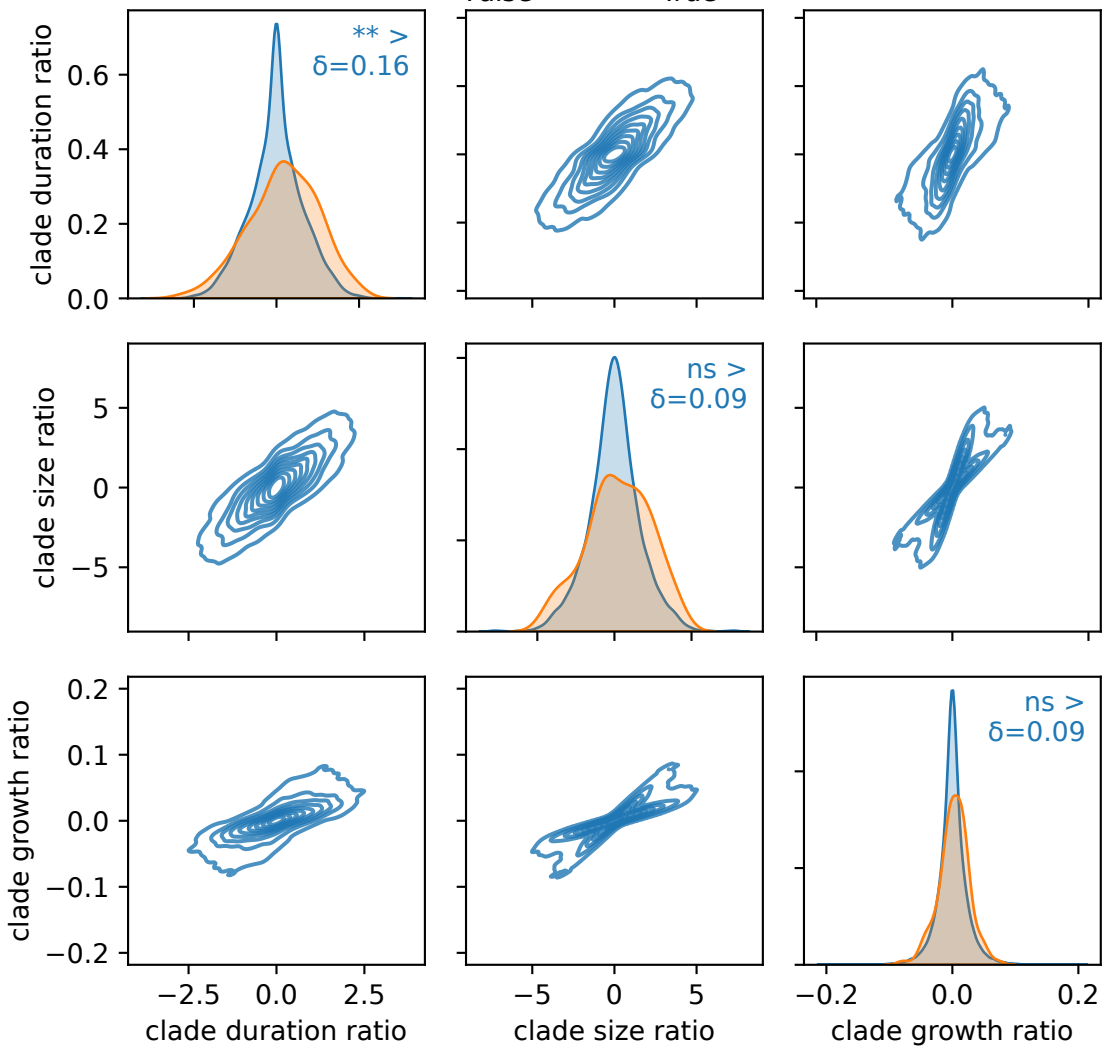 clade duration ratio
0.6
0.4
0.2
0.0
** >
δ=0.16
clade size ratio
5
0
−5
ns >
δ=0.09
clade growth ratio
0.2
0.1
0.0
−0.1
−0.2
ns >
δ=0.09
−2.5 0.0 2.5
−5 0 5
−0.2 0.0 0.2
clade duration ratio
clade size ratio
clade growth ratio